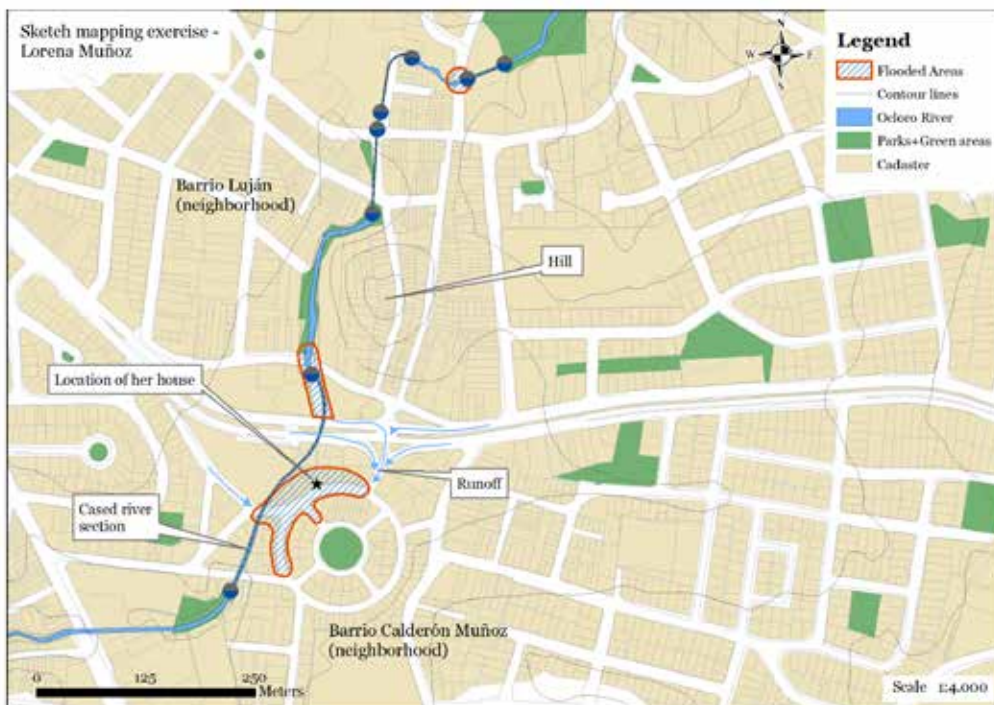 Sketch mapping exercise -
Lorena Muñoz
W
Legend
Flooded Areas
Contour lines
Ocloro River
Parks+Green areas
Cadaster
Barrio Luján
(neighborhood)
Hill
Location of her house
Runoff
Cased river
section
Barrio Calderón Muñoz
(neighborhood)
0
125
250
Meters
Scale 1:4.000